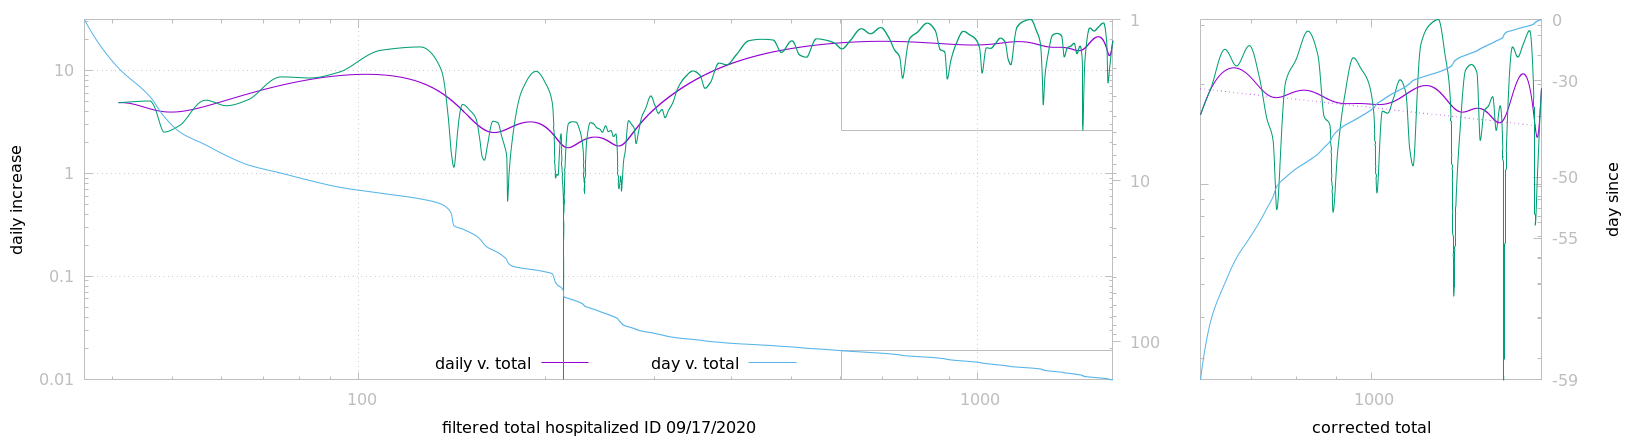 daily increase
10
1
0.1
0.01
100
1000
filtered total hospitalized ID 09/17/2020
daily v. total
day v. total
1
10
100
1000
corrected total
0
-30
-50
-55
-59
day since